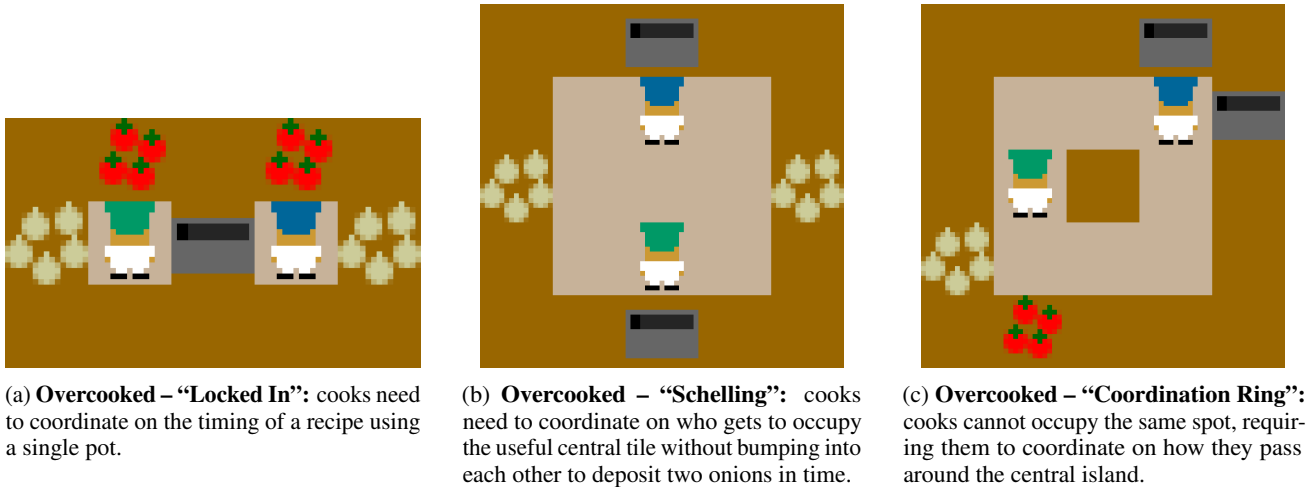 (a) Overcooked – “Locked In”: cooks need
to coordinate on the timing of a recipe using
a single pot.
(b) Overcooked – “Schelling”: cooks
need to coordinate on who gets to occupy
the useful central tile without bumping into
each other to deposit two onions in time.
(c) Overcooked – “Coordination Ring”:
cooks cannot occupy the same spot, requir-
ing them to coordinate on how they pass
around the central island.